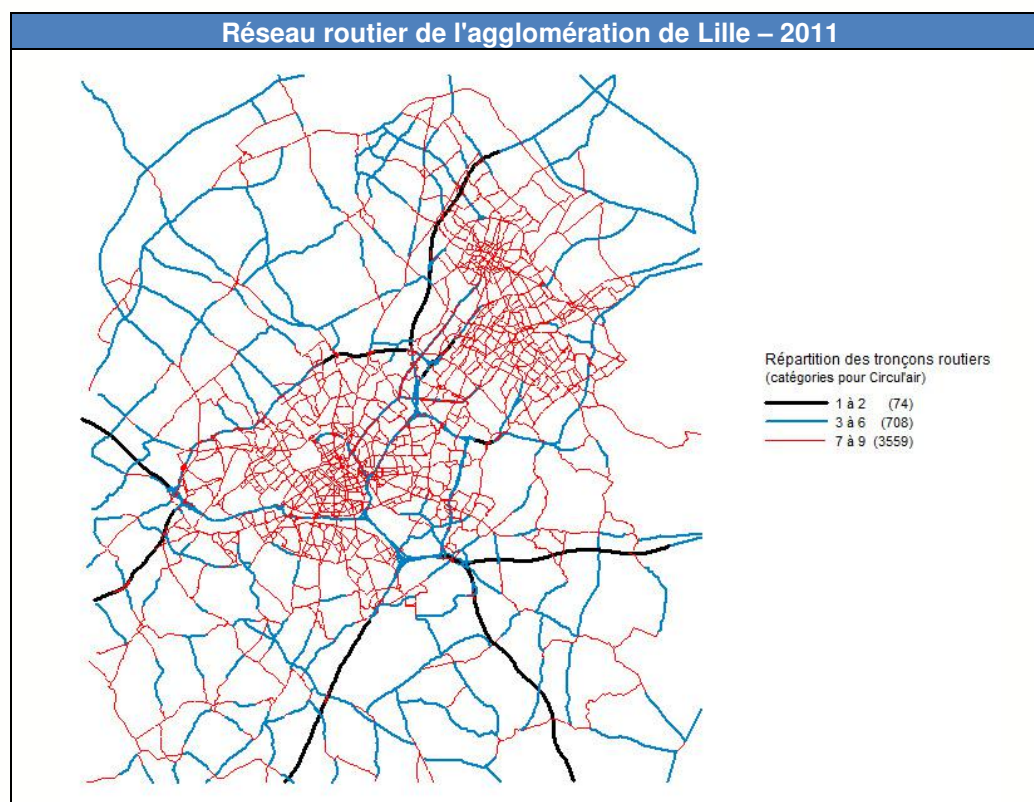 Réseau routier de l'agglomération de Lille – 2011
Répartition des tronçons routiers
(catégories pour Circul'air)
1 à 2 (74)
3 à 6 (708)
7 à 9 (3559)